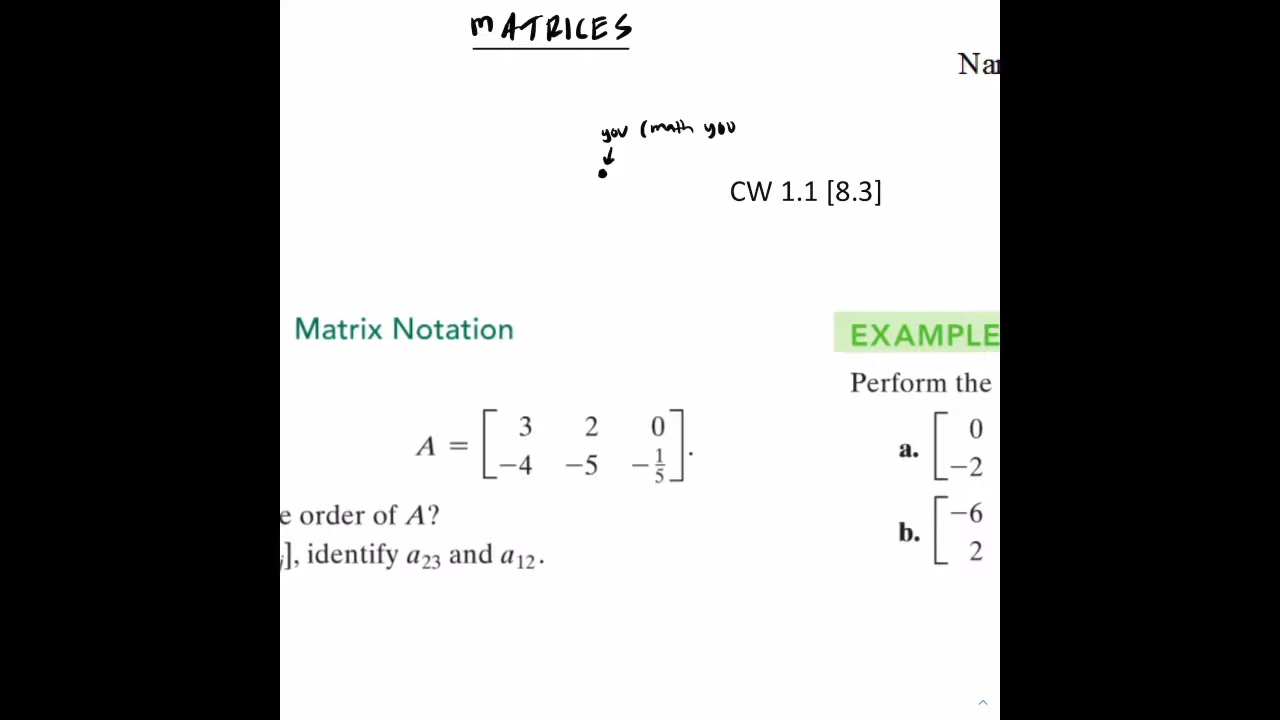 MATRICES
Nar
you (math you
CW 1.1 [8.3]
Matrix Notation
A = [3 2 0
-4 -5 -1/5].
e order of A?
], identify a₂₃ and a₁₂.
EXAMPLE
Perform the
a. [0
-2
b. [-6
2